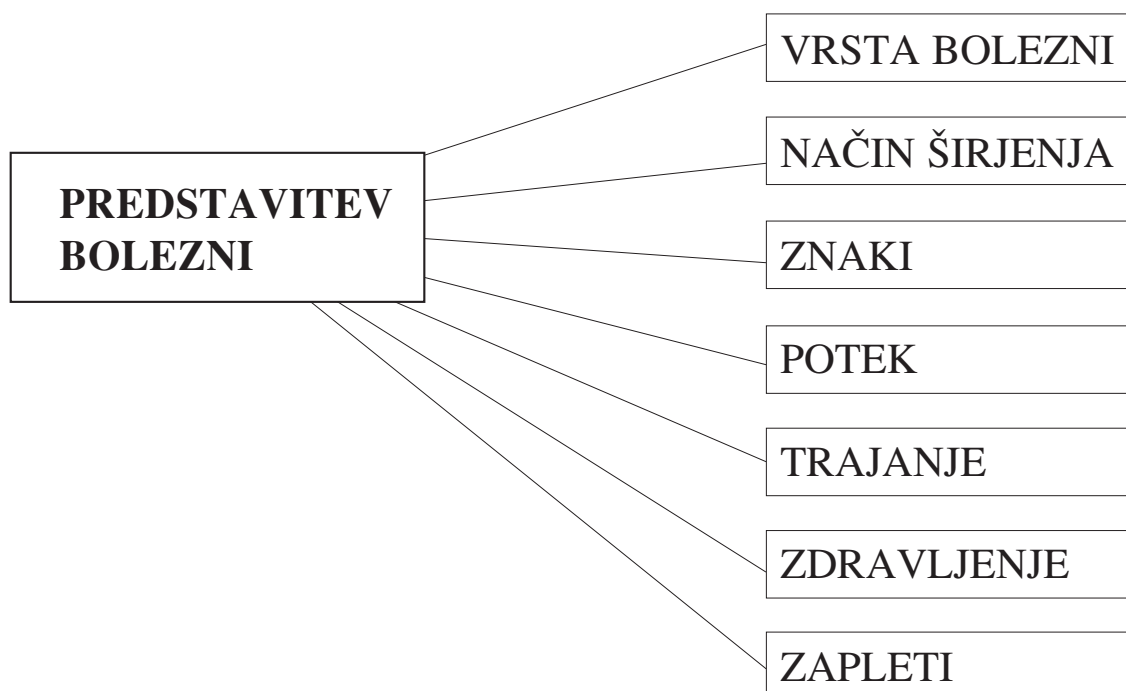 VRSTA BOLEZNI
NAČIN ŠIRJENJA
PREDSTAVITEV
BOLEZNI
ZNAKI
POTEK
TRAJANJE
ZDRAVLJENJE
ZAPLETI